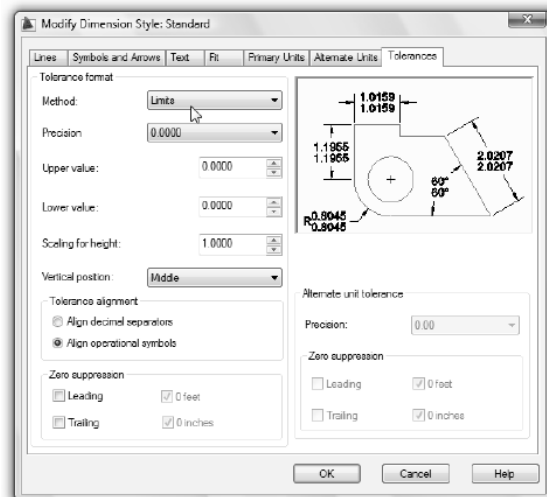 Modify Dimension Style: Standard
Lines Symbols and Arrows Text Fit Primary Units Alternate Units Tolerances
Tolerance format
Method: Limits
Precision 0.0000
Upper value: 0.0000
Lower value: 0.0000
Scaling for height: 1.0000
Vertical position: Middle
Tolerance alignment
Align decimal separators
Align operational symbols
Zero suppression
Leading 0 feet
Trailing 0 inches
1.0159
1.0159
1.1955
1.1955
2.0207
2.0207
60°
60°
R0.8045
0.8045
Alternate unit tolerance
Precision: 0.00
Zero suppression
Leading 0 feet
Trailing 0 inches
OK Cancel Help